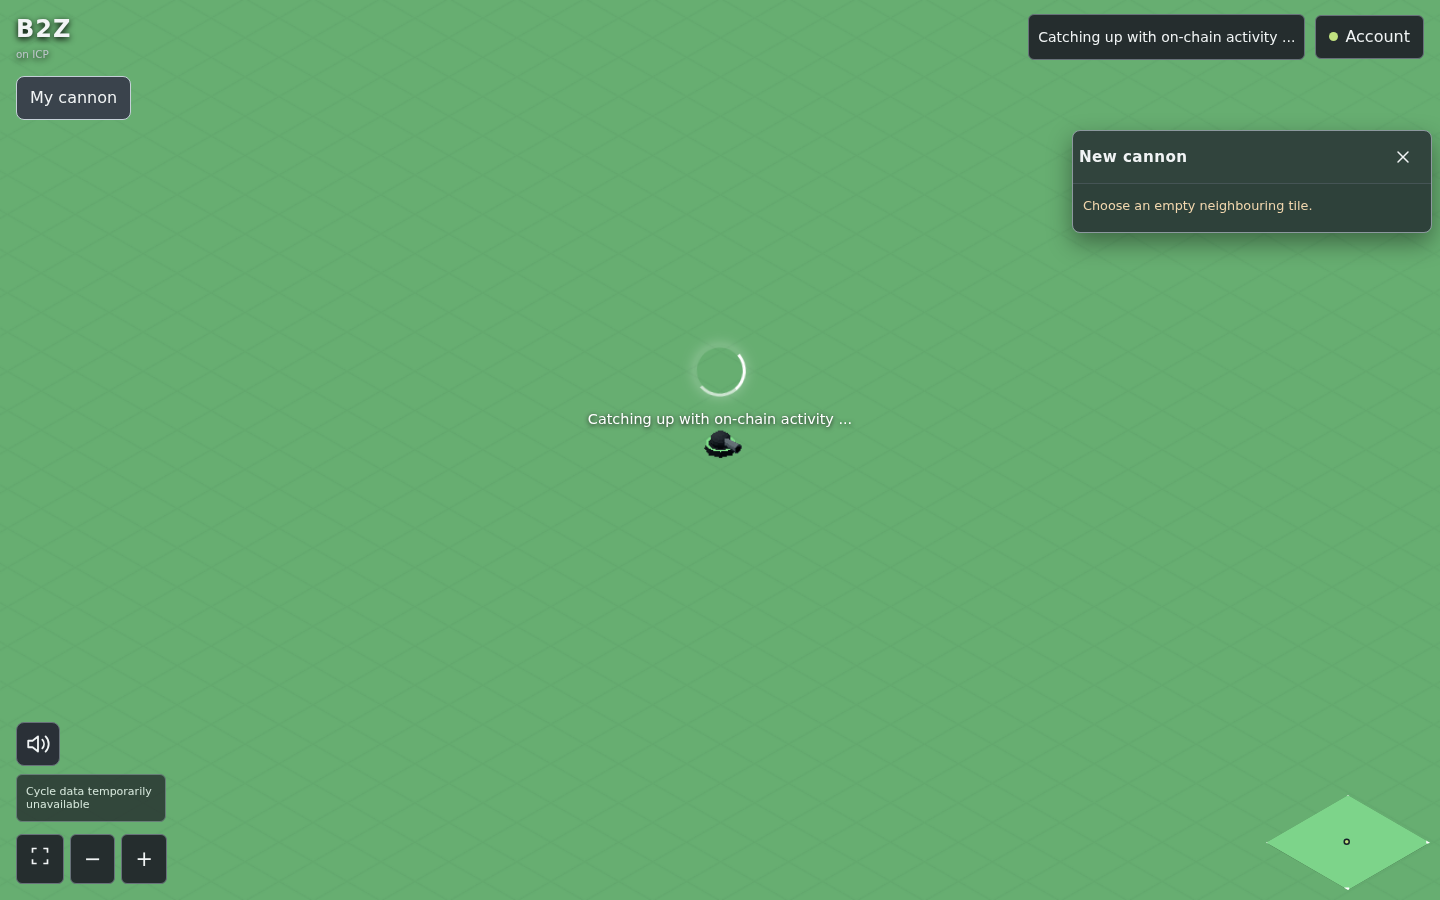 B2Z
on ICP
Catching up with on-chain activity ...
Account
My cannon
New cannon
Choose an empty neighbouring tile.
Catching up with on-chain activity ...
Cycle data temporarily
unavailable